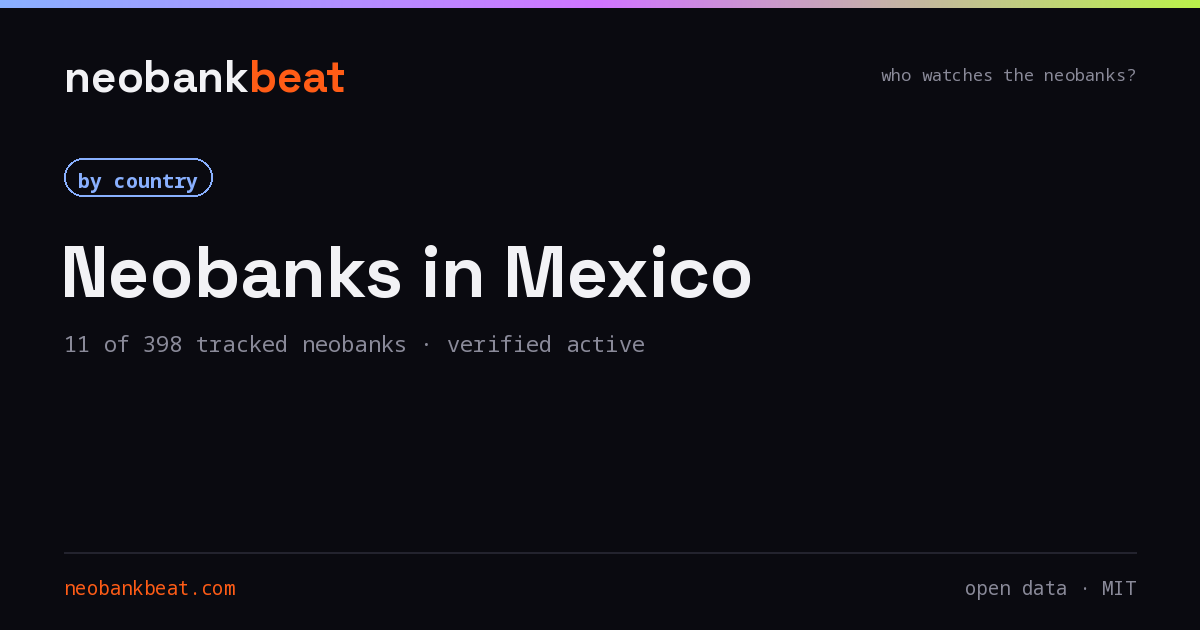 neobankbeat
who watches the neobanks?
by country
Neobanks in Mexico
11 of 398 tracked neobanks · verified active
neobankbeat.com
open data · MIT